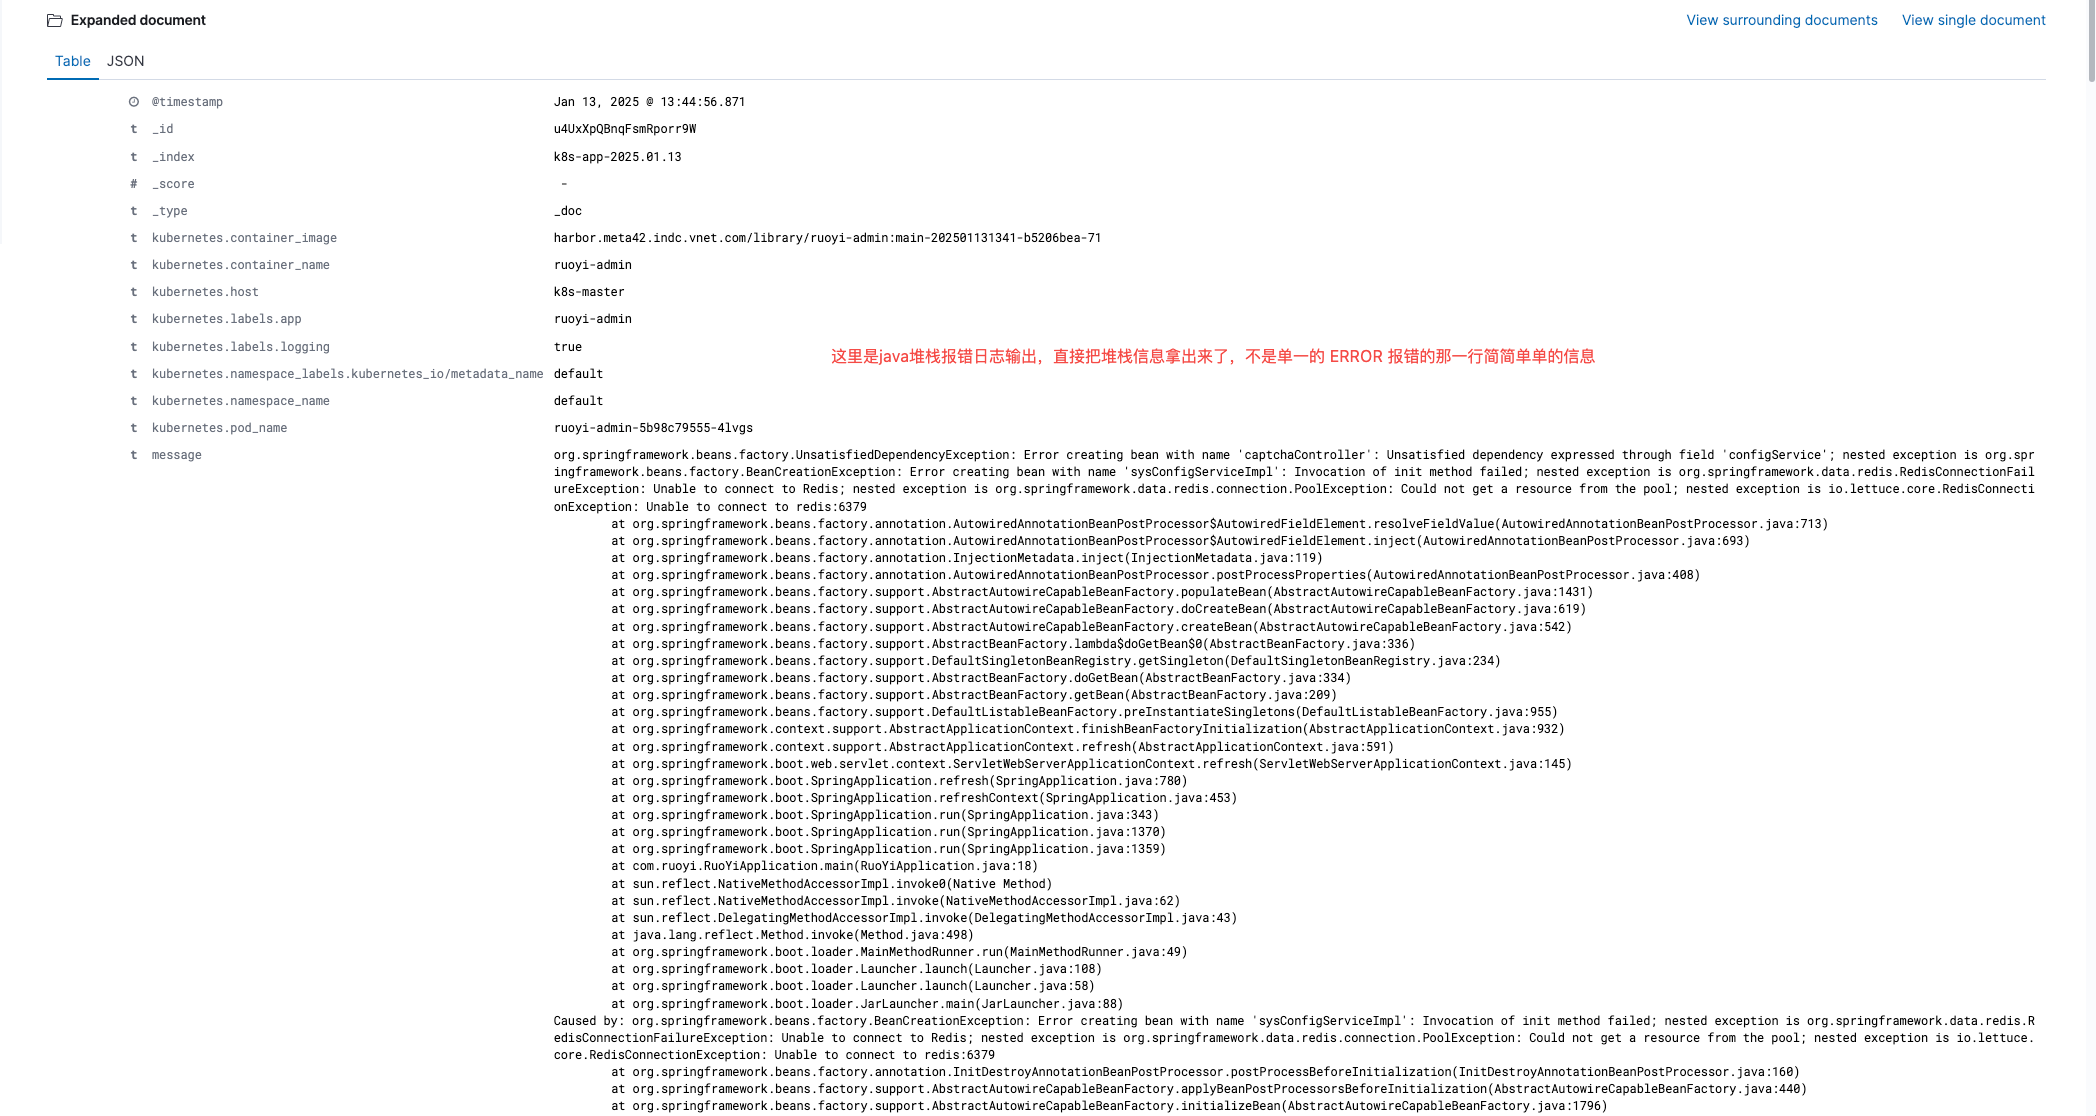 Expanded document
View surrounding documents
View single document
Table
JSON
@timestamp Jan 13, 2025 @ 13:44:56.871
t _id u4UxXpQBnqFsmRporr9W
t _index k8s-app-2025.01.13
# _score -
t _type _doc
t kubernetes.container_image harbor.meta42.indc.vnet.com/library/ruoyi-admin:main-202501131341-b5206bea-71
t kubernetes.container_name ruoyi-admin
t kubernetes.host k8s-master
t kubernetes.labels.app ruoyi-admin
t kubernetes.labels.logging true
这里是java堆栈报错日志输出，直接把堆栈信息拿出来了，不是单一的 ERROR 报错的那一行简简单单的信息
t kubernetes.namespace_labels.kubernetes_io/metadata_name default
t kubernetes.namespace_name default
t kubernetes.pod_name ruoyi-admin-5b98c79555-4lvgs
t message org.springframework.beans.factory.UnsatisfiedDependencyException: Error creating bean with name 'captchaController': Unsatisfied dependency expressed through field 'configService'; nested exception is org.spr
ingframework.beans.factory.BeanCreationException: Error creating bean with name 'sysConfigServiceImpl': Invocation of init method failed; nested exception is org.springframework.data.redis.RedisConnectionFail
ureException: Unable to connect to Redis; nested exception is org.springframework.data.redis.connection.PoolException: Could not get a resource from the pool; nested exception is io.lettuce.core.RedisConnecti
onException: Unable to connect to redis:6379
at org.springframework.beans.factory.annotation.AutowiredAnnotationBeanPostProcessor$AutowiredFieldElement.resolveFieldValue(AutowiredAnnotationBeanPostProcessor.java:713)
at org.springframework.beans.factory.annotation.AutowiredAnnotationBeanPostProcessor$AutowiredFieldElement.inject(AutowiredAnnotationBeanPostProcessor.java:693)
at org.springframework.beans.factory.annotation.InjectionMetadata.inject(InjectionMetadata.java:119)
at org.springframework.beans.factory.annotation.AutowiredAnnotationBeanPostProcessor.postProcessProperties(AutowiredAnnotationBeanPostProcessor.java:408)
at org.springframework.beans.factory.support.AbstractAutowireCapableBeanFactory.populateBean(AbstractAutowireCapableBeanFactory.java:1431)
at org.springframework.beans.factory.support.AbstractAutowireCapableBeanFactory.doCreateBean(AbstractAutowireCapableBeanFactory.java:619)
at org.springframework.beans.factory.support.AbstractAutowireCapableBeanFactory.createBean(AbstractAutowireCapableBeanFactory.java:542)
at org.springframework.beans.factory.support.AbstractBeanFactory.lambda$doGetBean$0(AbstractBeanFactory.java:336)
at org.springframework.beans.factory.support.DefaultSingletonBeanRegistry.getSingleton(DefaultSingletonBeanRegistry.java:234)
at org.springframework.beans.factory.support.AbstractBeanFactory.doGetBean(AbstractBeanFactory.java:334)
at org.springframework.beans.factory.support.AbstractBeanFactory.getBean(AbstractBeanFactory.java:209)
at org.springframework.beans.factory.support.DefaultListableBeanFactory.preInstantiateSingletons(DefaultListableBeanFactory.java:955)
at org.springframework.context.support.AbstractApplicationContext.finishBeanFactoryInitialization(AbstractApplicationContext.java:932)
at org.springframework.context.support.AbstractApplicationContext.refresh(AbstractApplicationContext.java:591)
at org.springframework.boot.web.servlet.context.ServletWebServerApplicationContext.refresh(ServletWebServerApplicationContext.java:145)
at org.springframework.boot.SpringApplication.refresh(SpringApplication.java:780)
at org.springframework.boot.SpringApplication.refreshContext(SpringApplication.java:453)
at org.springframework.boot.SpringApplication.run(SpringApplication.java:343)
at org.springframework.boot.SpringApplication.run(SpringApplication.java:1370)
at org.springframework.boot.SpringApplication.run(SpringApplication.java:1359)
at com.ruoyi.RuoYiApplication.main(RuoYiApplication.java:18)
at sun.reflect.NativeMethodAccessorImpl.invoke0(Native Method)
at sun.reflect.NativeMethodAccessorImpl.invoke(NativeMethodAccessorImpl.java:62)
at sun.reflect.DelegatingMethodAccessorImpl.invoke(DelegatingMethodAccessorImpl.java:43)
at java.lang.reflect.Method.invoke(Method.java:498)
at org.springframework.boot.loader.MainMethodRunner.run(MainMethodRunner.java:49)
at org.springframework.boot.loader.Launcher.launch(Launcher.java:108)
at org.springframework.boot.loader.Launcher.launch(Launcher.java:58)
at org.springframework.boot.loader.JarLauncher.main(JarLauncher.java:88)
Caused by: org.springframework.beans.factory.BeanCreationException: Error creating bean with name 'sysConfigServiceImpl': Invocation of init method failed; nested exception is org.springframework.data.redis.R
edisConnectionFailureException: Unable to connect to Redis; nested exception is org.springframework.data.redis.connection.PoolException: Could not get a resource from the pool; nested exception is io.lettuce.
core.RedisConnectionException: Unable to connect to redis:6379
at org.springframework.beans.factory.annotation.InitDestroyAnnotationBeanPostProcessor.postProcessBeforeInitialization(InitDestroyAnnotationBeanPostProcessor.java:160)
at org.springframework.beans.factory.support.AbstractAutowireCapableBeanFactory.applyBeanPostProcessorsBeforeInitialization(AbstractAutowireCapableBeanFactory.java:440)
at org.springframework.beans.factory.support.AbstractAutowireCapableBeanFactory.initializeBean(AbstractAutowireCapableBeanFactory.java:1796)